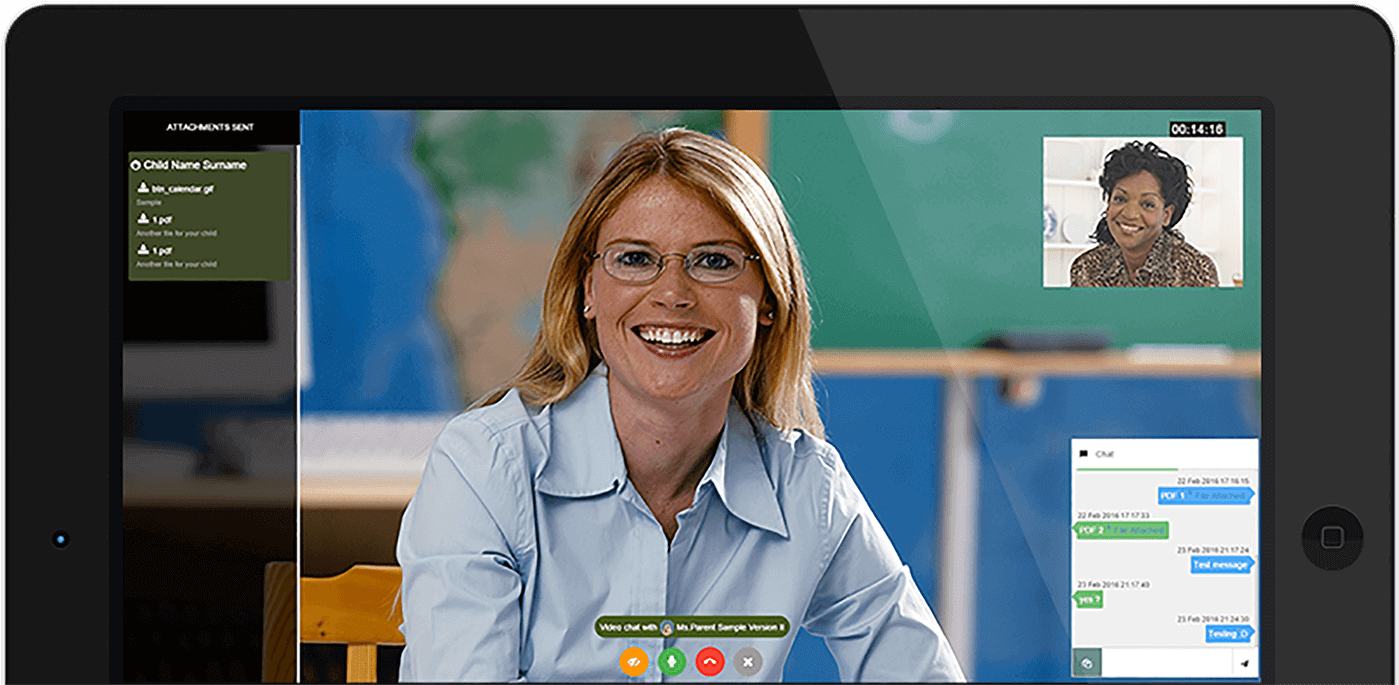 ATTACHMENTS SENT
Child Name Surname
btn_calendar.gif
Sample
1.pdf
Another file for your child
1.pdf
Another file for your child
00:14:16
Chat
22 Feb 2016 17:16:15
PDF 1 * File Attached
22 Feb 2016 17:17:33
PDF 2 * File Attached
23 Feb 2016 21:17:24
Test message
23 Feb 2016 21:17:40
yes ?
23 Feb 2016 21:24:30
Testing :D
Video chat with Ms.Parent Sample Version II